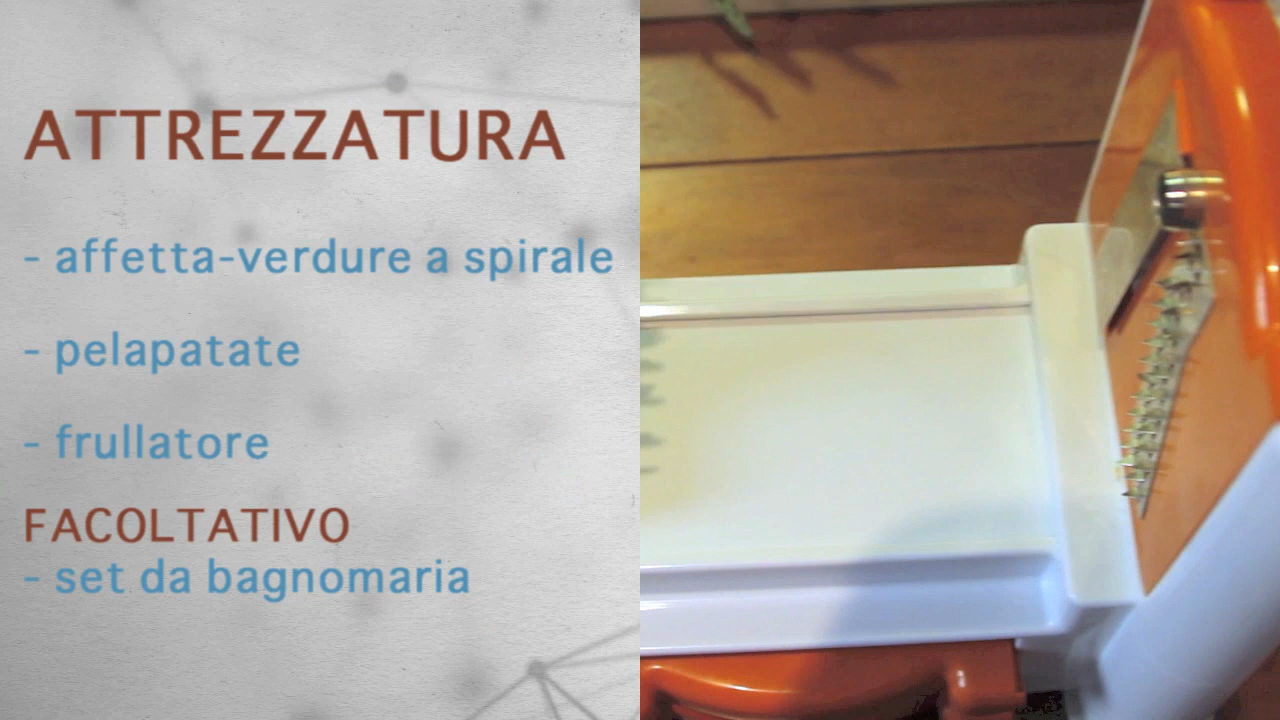 ATTREZZATURA
- affetta-verdure a spirale
- pelapatate
- frullatore
FACOLTATIVO
- set da bagnomaria